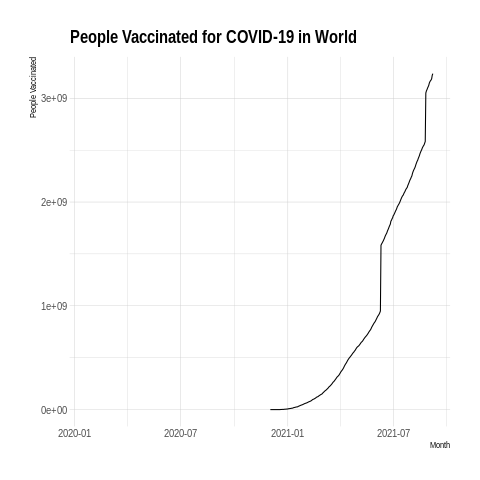 People Vaccinated for COVID-19 in World
People Vaccinated
3e+09
2e+09
1e+09
0e+00
2020-01 2020-07 2021-01 2021-07
Month